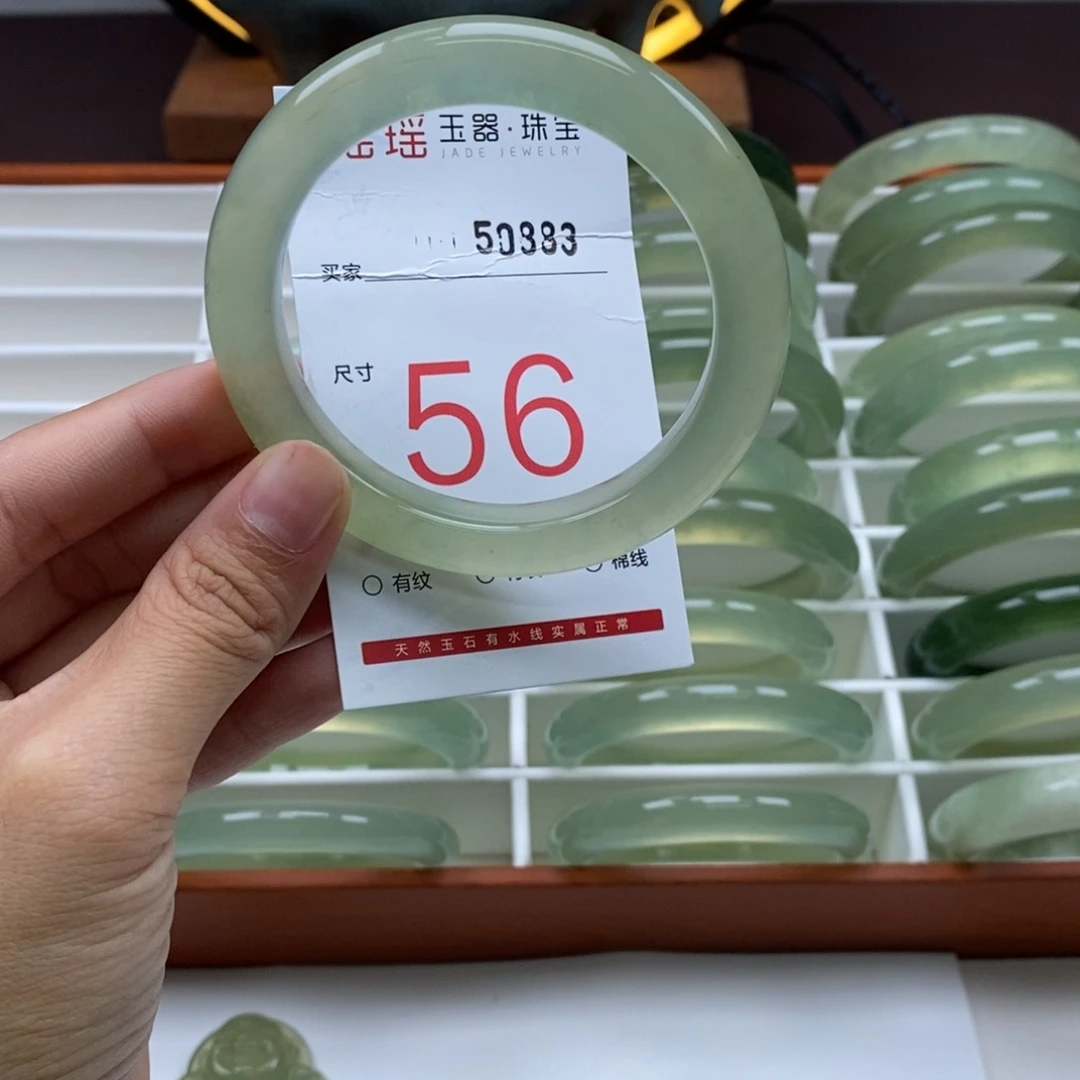 瑶 玉器·珠宝
JADE JEWELRY
50383
买家
尺寸
56
有纹 棉线
天然玉石有水线实属正常